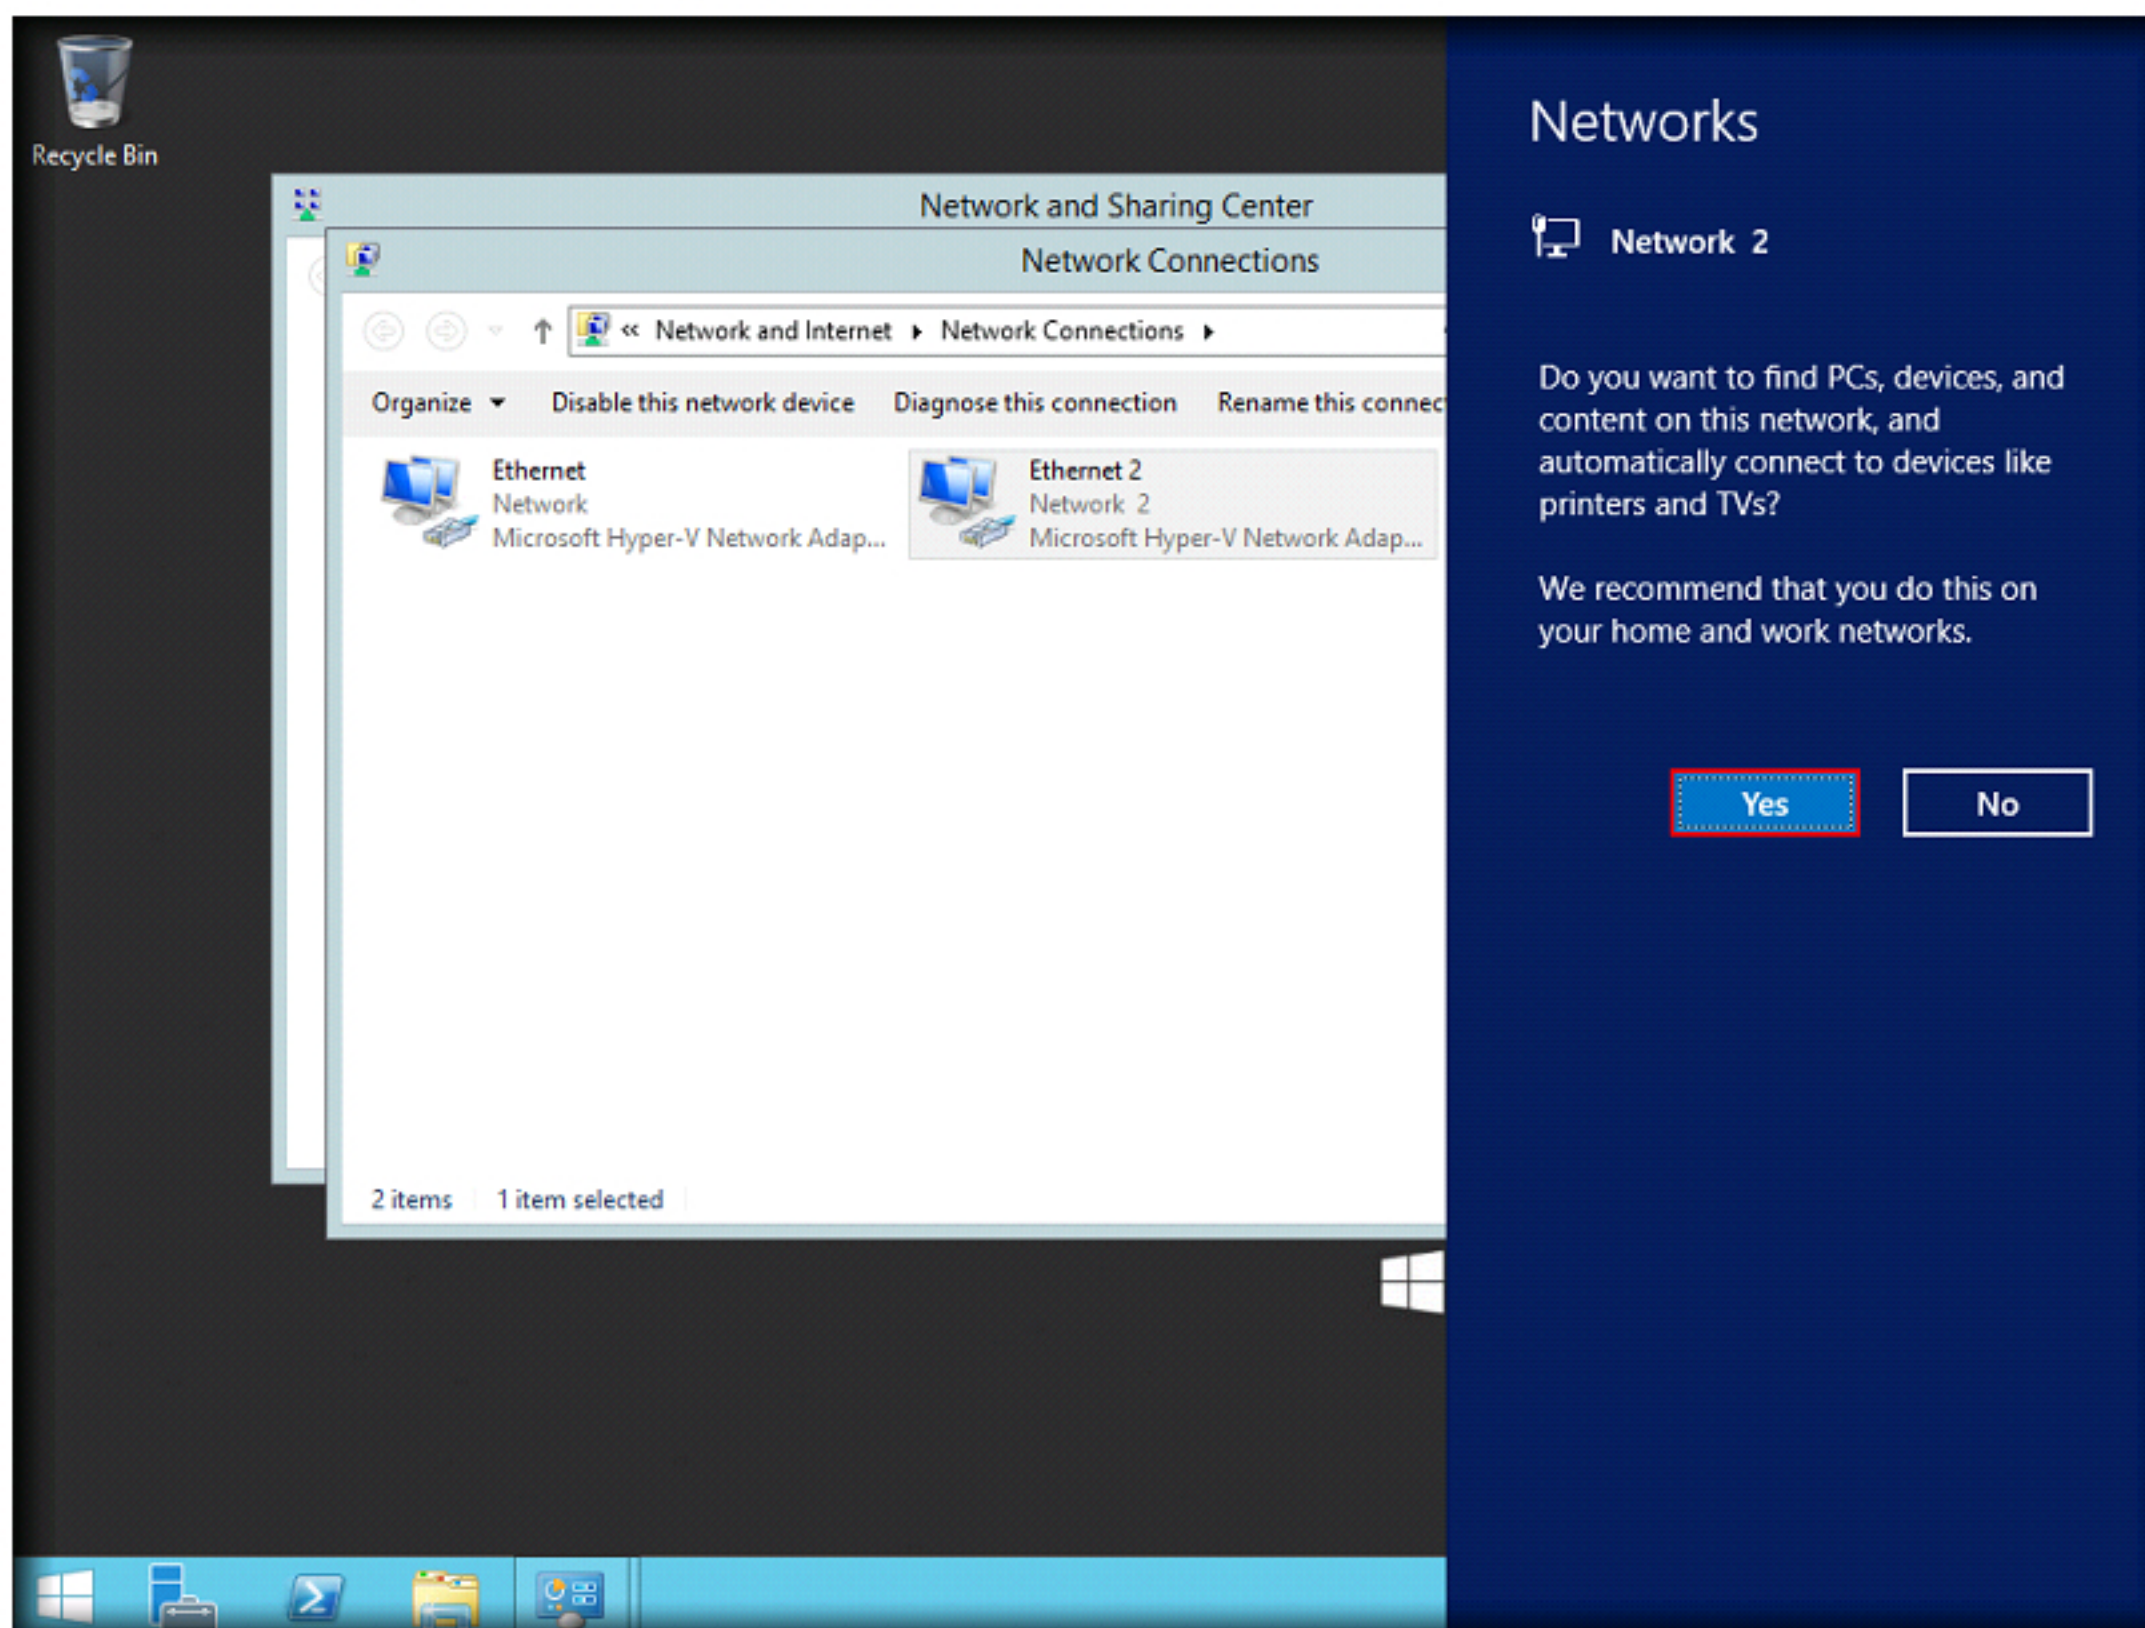 Recycle Bin
Network and Sharing Center
Network Connections
« Network and Internet ▸ Network Connections ▸
Organize Disable this network device Diagnose this connection Rename this connec
Ethernet
Network
Microsoft Hyper-V Network Adap...
Ethernet 2
Network 2
Microsoft Hyper-V Network Adap...
2 items 1 item selected
Networks
Network 2
Do you want to find PCs, devices, and
content on this network, and
automatically connect to devices like
printers and TVs?
We recommend that you do this on
your home and work networks.
Yes No